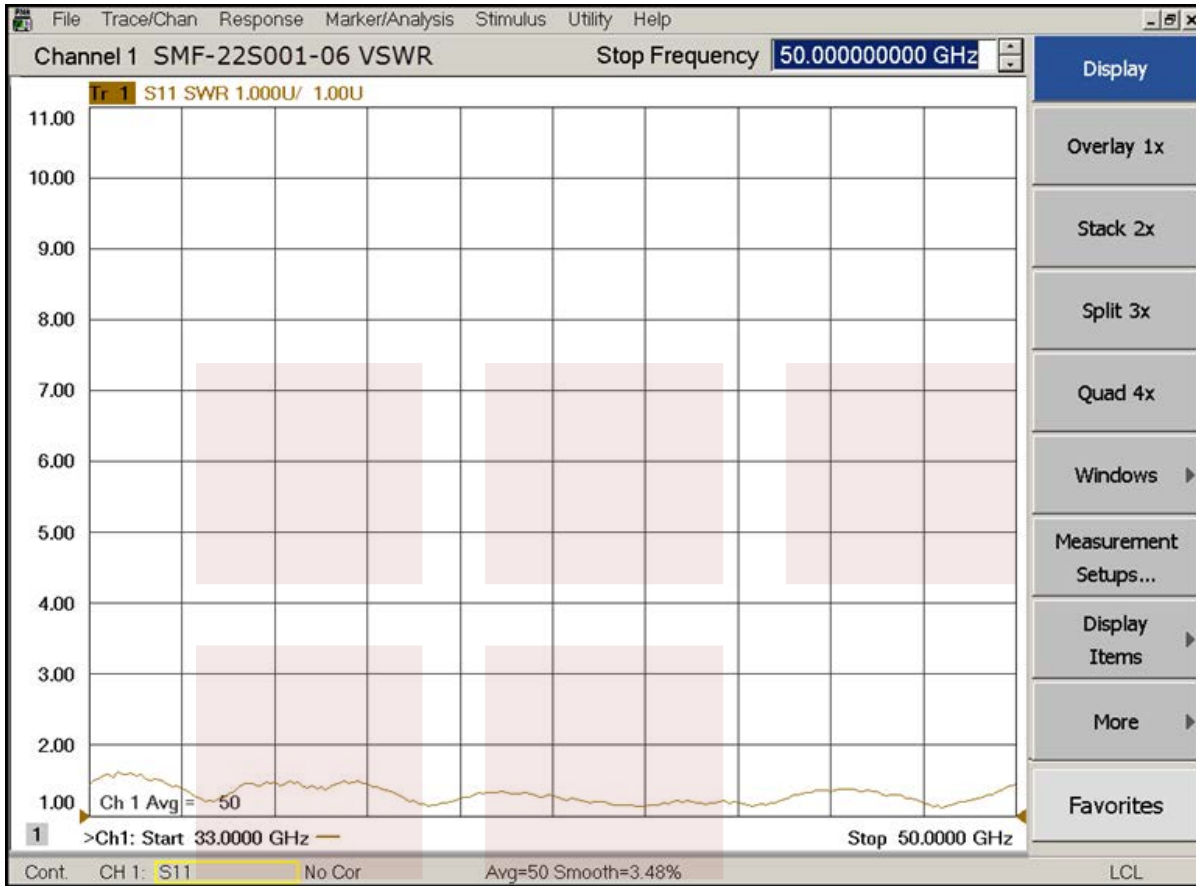 File Trace/Chan Response Marker/Analysis Stimulus Utility Help
Channel 1 SMF-22S001-06 VSWR Stop Frequency 50.000000000 GHz
Display
Tr 1 S11 SWR 1.000U/ 1.00U
11.00
Overlay 1x
10.00
Stack 2x
9.00
Split 3x
8.00
7.00
Quad 4x
6.00
Windows
5.00
Measurement
Setups...
4.00
Display
Items
3.00
More
2.00
1.00 Ch 1 Avg = 50
Favorites
1 >Ch1: Start 33.0000 GHz Stop 50.0000 GHz
Cont. CH 1: S11 No Cor Avg=50 Smooth=3.48% LCL